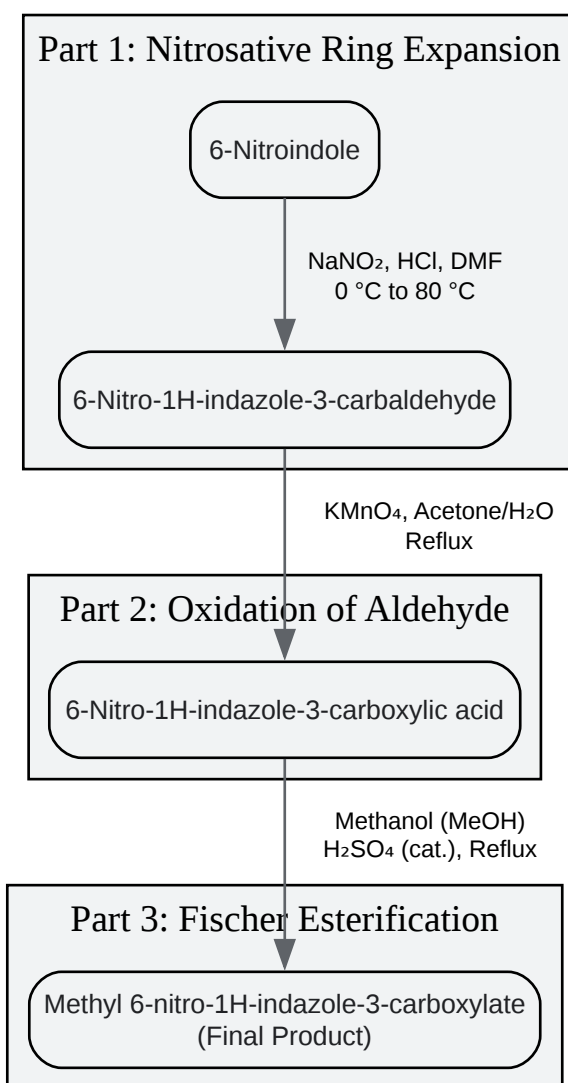 Part 1: Nitrosative Ring Expansion
6-Nitroindole
NaNO₂, HCl, DMF
0 °C to 80 °C
6-Nitro-1H-indazole-3-carbaldehyde
KMnO₄, Acetone/H₂O
Reflux
Part 2: Oxidation of Aldehyde
6-Nitro-1H-indazole-3-carboxylic acid
Methanol (MeOH)
H₂SO₄ (cat.), Reflux
Part 3: Fischer Esterification
Methyl 6-nitro-1H-indazole-3-carboxylate
(Final Product)